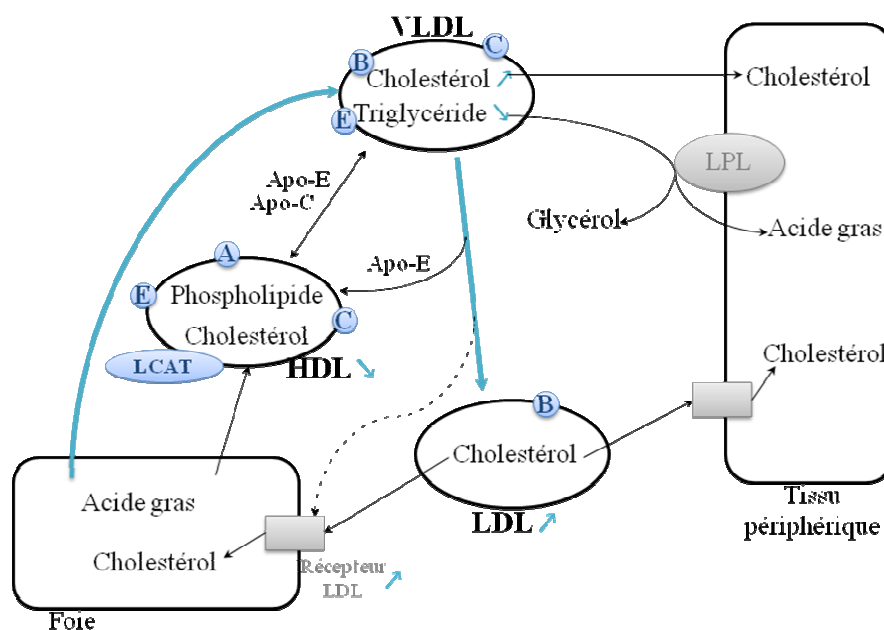 VLDL
C
B
Cholestérol
Triglycéride
E
Cholestérol
LPL
Glycérol
Acide gras
Apo-E
Apo-C
Apo-E
A
E
Phospholipide
C
Cholestérol
LCAT
HDL
Cholestérol
B
Cholestérol
LDL
Tissu
périphérique
Acide gras
Cholestérol
Récepteur
LDL
Foie